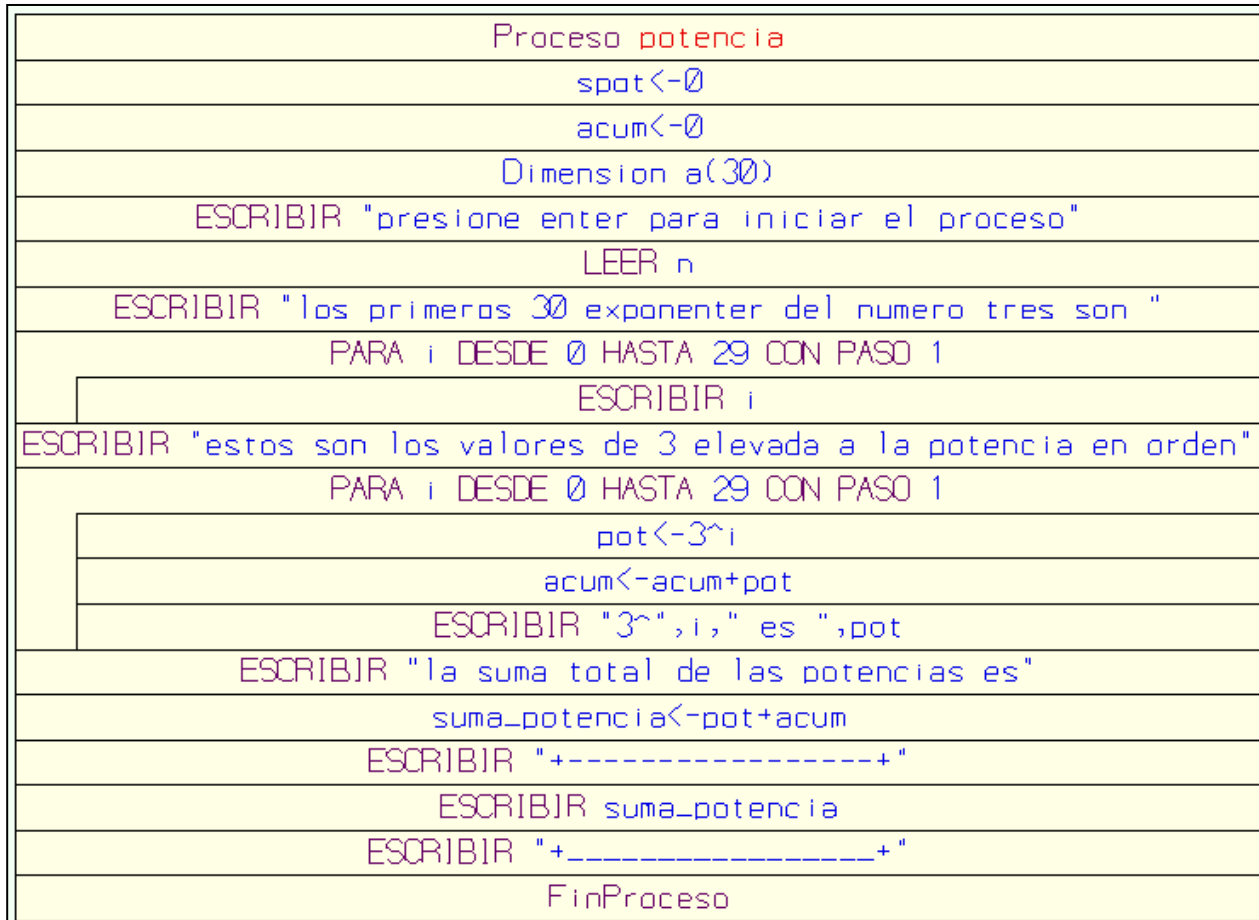 Proceso potencia
spot<-0
acum<-0
Dimension a(30)
ESCRIBIR "presione enter para iniciar el proceso"
LEER n
ESCRIBIR "los primeros 30 exponenter del numero tres son "
PARA i DESDE 0 HASTA 29 CON PASO 1
ESCRIBIR i
ESCRIBIR "estos son los valores de 3 elevada a la potencia en orden"
PARA i DESDE 0 HASTA 29 CON PASO 1
pot<-3^i
acum<-acum+pot
ESCRIBIR "3^",i," es ",pot
ESCRIBIR "la suma total de las potencias es"
suma_potencia<-pot+acum
ESCRIBIR "+-----------------+"
ESCRIBIR suma_potencia
ESCRIBIR "+_________________+"
FinProceso